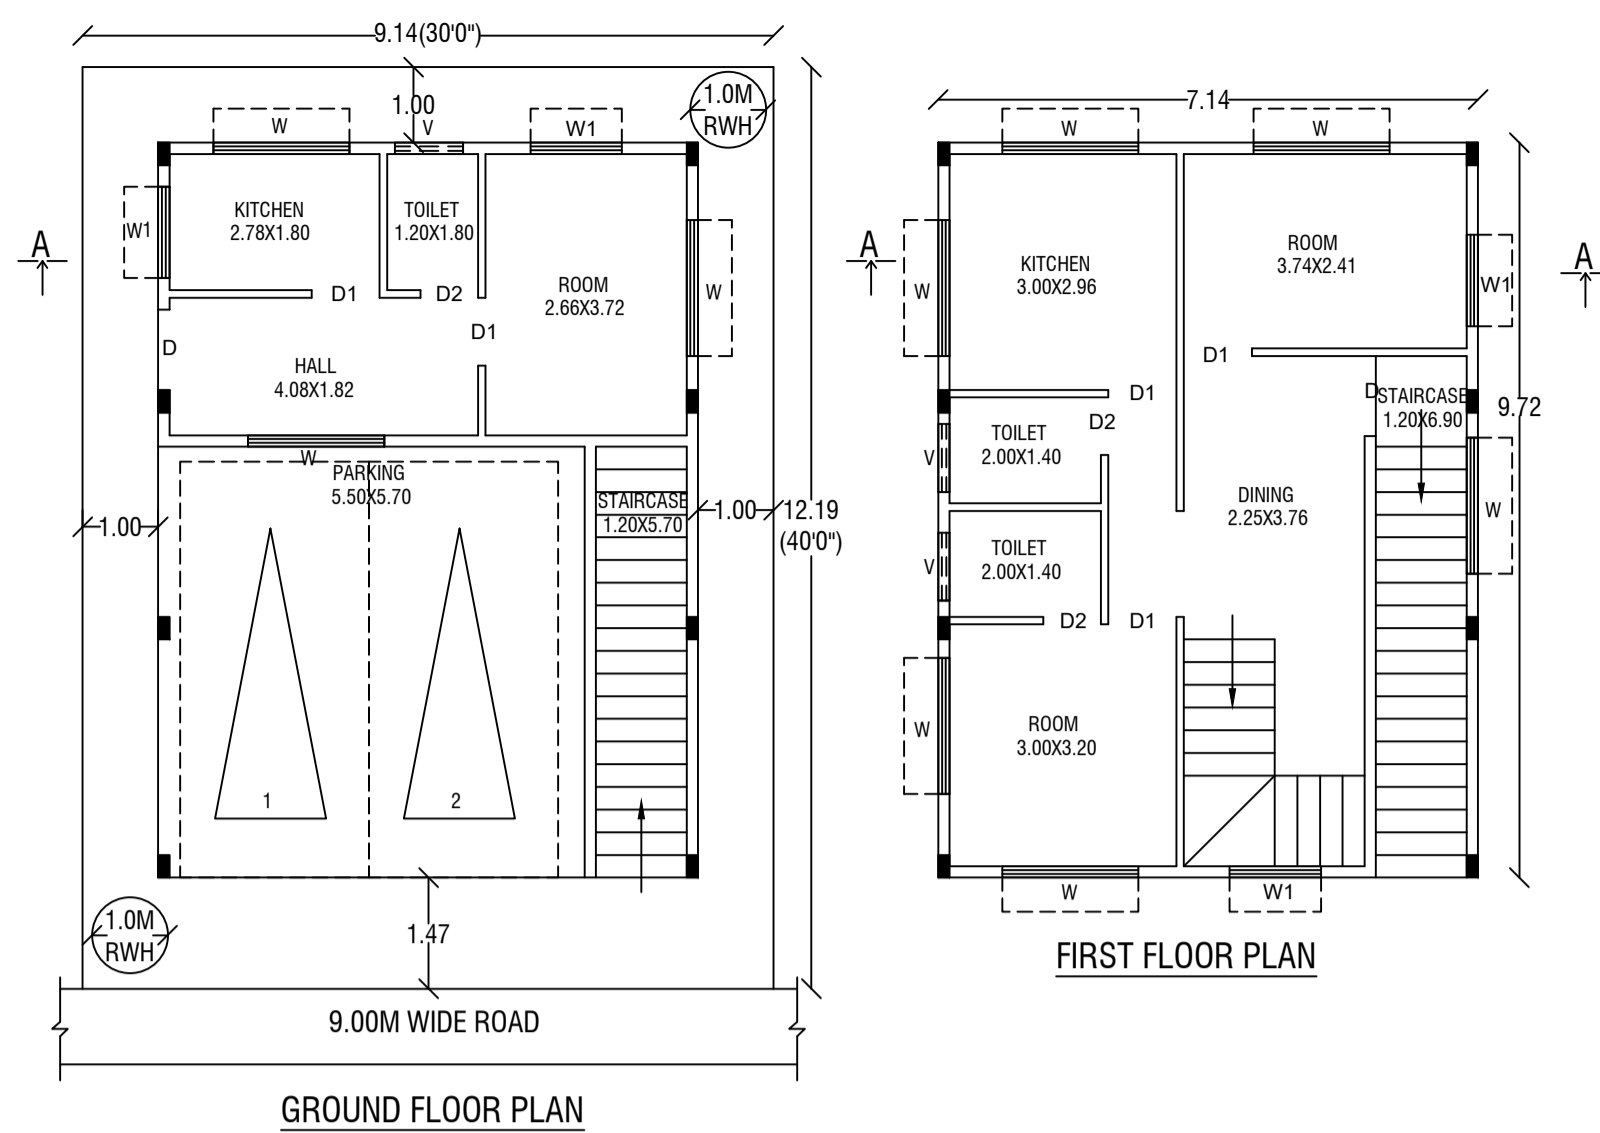 9.14(30'0")
1.00
1.0M
RWH
W
V
W1
KITCHEN
2.78X1.80
TOILET
1.20X1.80
W1
A
ROOM
2.66X3.72
W
D1
D2
D1
D
HALL
4.08X1.82
W
PARKING
5.50X5.70
STAIRCASE
1.20X5.70
1.00
1.00
12.19
(40'0")
1
2
1.0M
RWH
1.47
9.00M WIDE ROAD
GROUND FLOOR PLAN
7.14
W
W
A
KITCHEN
3.00X2.96
ROOM
3.74X2.41
A
W
W1
D1
D1
D
STAIRCASE
1.20X6.90
9.72
D2
TOILET
2.00X1.40
V
DINING
2.25X3.76
W
TOILET
2.00X1.40
V
D2
D1
ROOM
3.00X3.20
W
W
W1
FIRST FLOOR PLAN